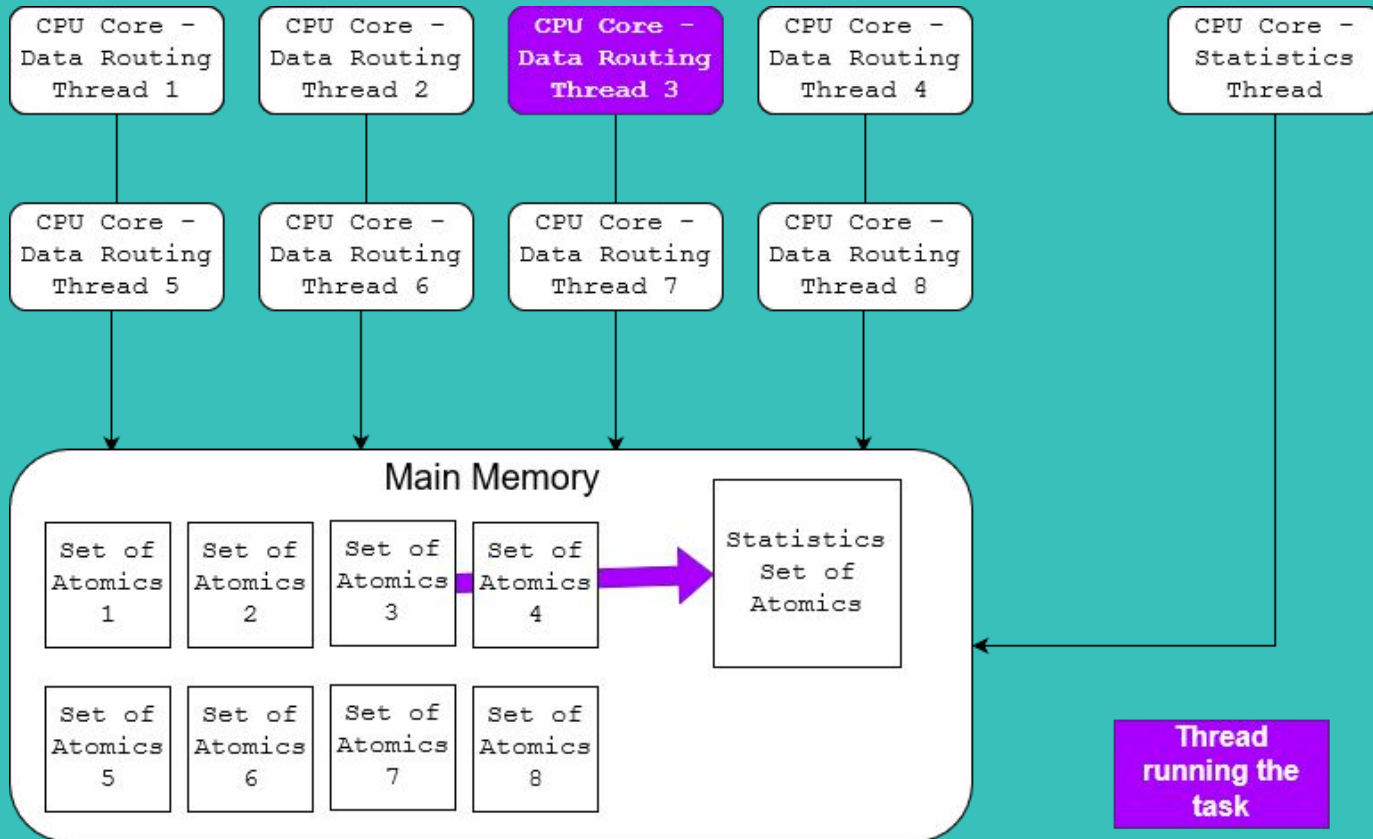 CPU Core -
Data Routing
Thread 1
CPU Core -
Data Routing
Thread 2
CPU Core -
Data Routing
Thread 3
CPU Core -
Data Routing
Thread 4
CPU Core -
Statistics
Thread
CPU Core -
Data Routing
Thread 5
CPU Core -
Data Routing
Thread 6
CPU Core -
Data Routing
Thread 7
CPU Core -
Data Routing
Thread 8
Main Memory
Set of
Atomics
1
Set of
Atomics
2
Set of
Atomics
3
Set of
Atomics
4
Statistics
Set of
Atomics
Set of
Atomics
5
Set of
Atomics
6
Set of
Atomics
7
Set of
Atomics
8
Thread
running the
task